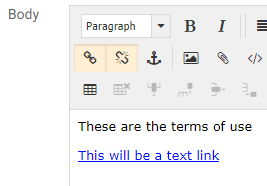 Body
Paragraph B I
These are the terms of use
This will be a text link